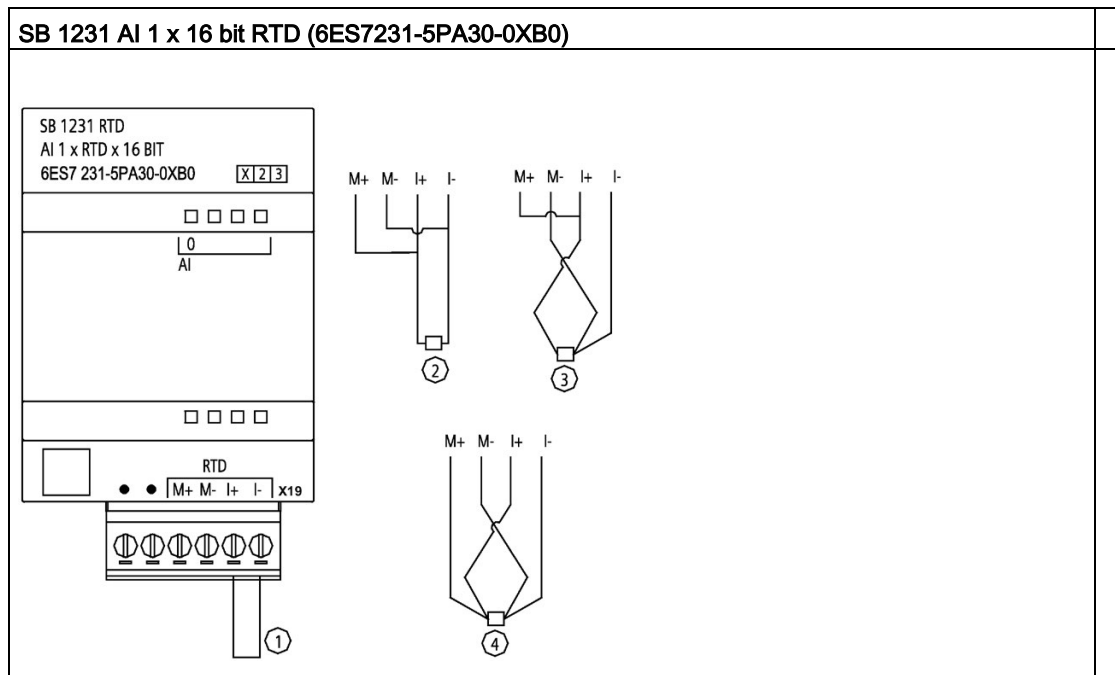 SB 1231 AI 1 x 16 bit RTD (6ES7231-5PA30-0XB0)
SB 1231 RTD
AI 1 x RTD x 16 BIT
6ES7 231-5PA30-0XB0 X 2 3
0
AI
RTD
M+ M- I+ I- X19
1
M+ M- I+ I-
2
M+ M- I+ I-
3
M+ M- I+ I-
4